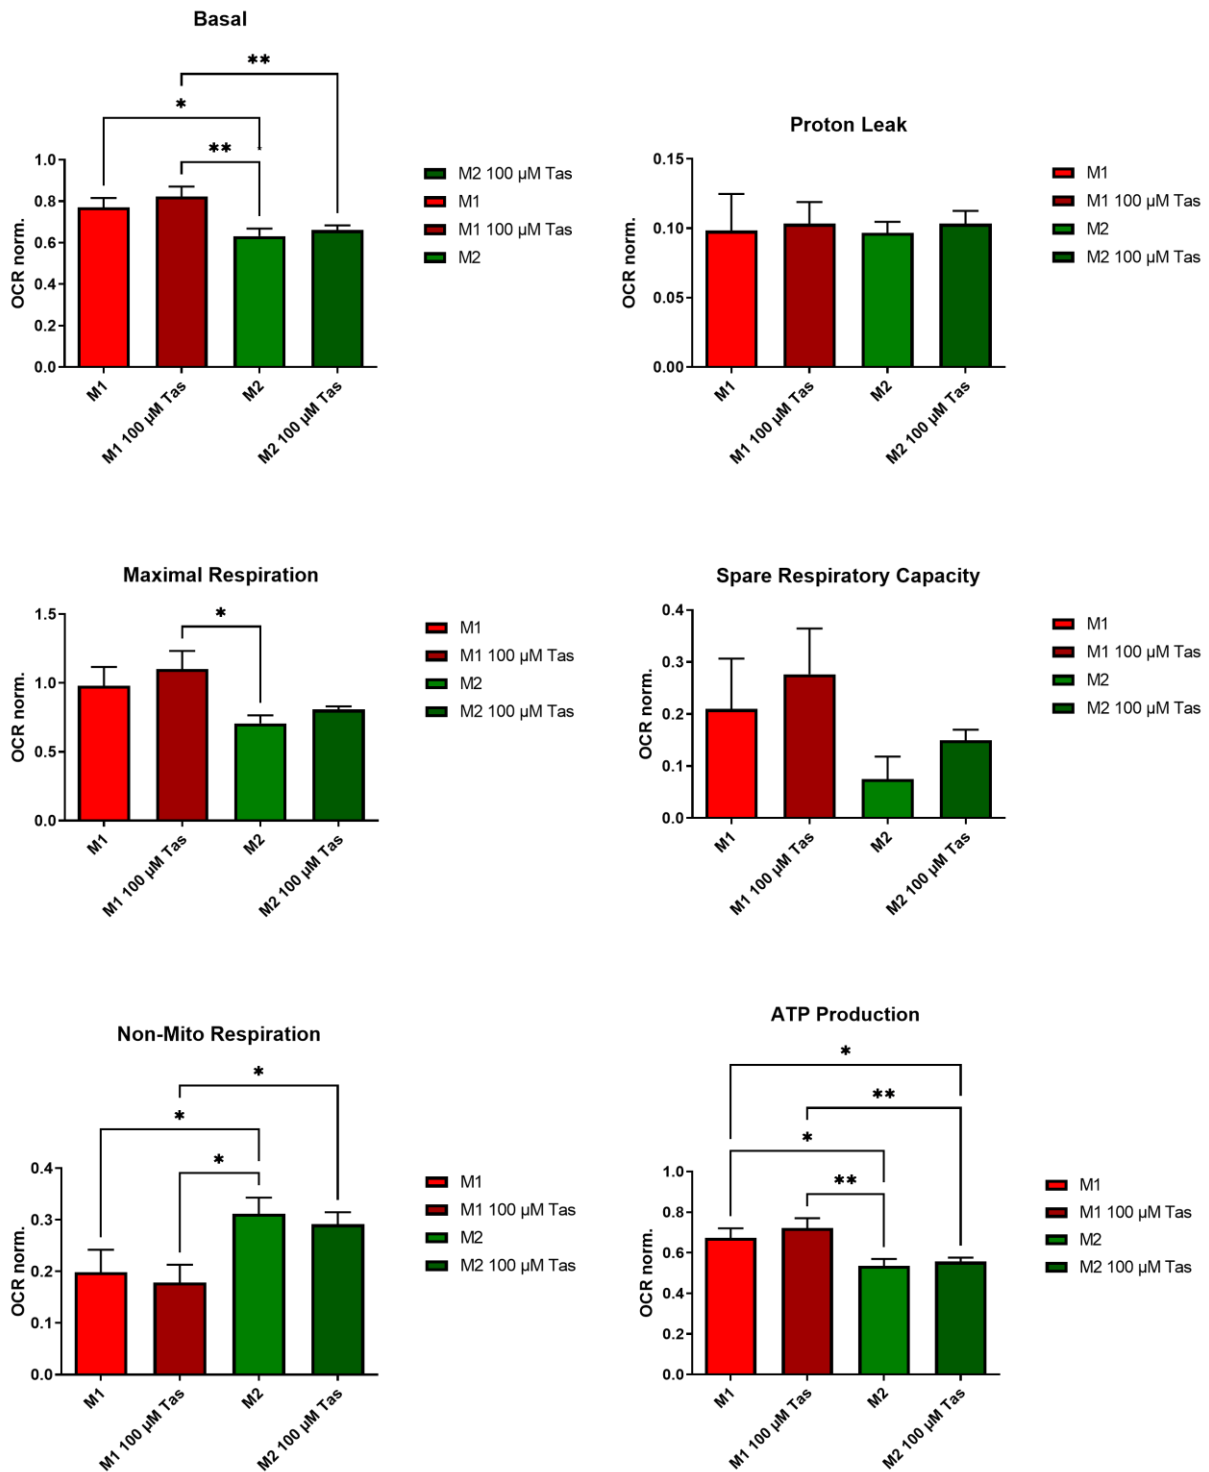 Basal
**
*
**
*
OCR norm.
1.0
0.8
0.6
0.4
0.2
0.0
M1
M1 100 µM Tas
M2
M2 100 µM Tas
M2 100 µM Tas
M1
M1 100 µM Tas
M2
Proton Leak
OCR norm.
0.15
0.10
0.05
0.00
M1
M1 100 µM Tas
M2
M2 100 µM Tas
M1
M1 100 µM Tas
M2
M2 100 µM Tas
Maximal Respiration
*
OCR norm.
1.5
1.0
0.5
0.0
M1
M1 100 µM Tas
M2
M2 100 µM Tas
M1
M1 100 µM Tas
M2
M2 100 µM Tas
Spare Respiratory Capacity
OCR norm.
0.4
0.3
0.2
0.1
0.0
M1
M1 100 µM Tas
M2
M2 100 µM Tas
M1
M1 100 µM Tas
M2
M2 100 µM Tas
Non-Mito Respiration
*
*
*
OCR norm.
0.4
0.3
0.2
0.1
0.0
M1
M1 100 µM Tas
M2
M2 100 µM Tas
M1
M1 100 µM Tas
M2
M2 100 µM Tas
ATP Production
*
**
*
**
OCR norm.
1.0
0.8
0.6
0.4
0.2
0.0
M1
M1 100 µM Tas
M2
M2 100 µM Tas
M1
M1 100 µM Tas
M2
M2 100 µM Tas